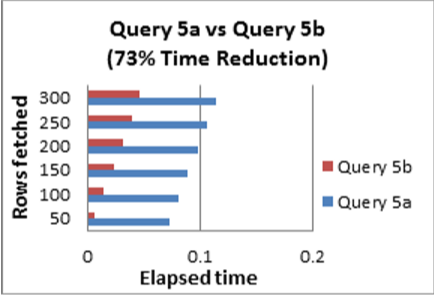 Query 5a vs Query 5b
(73% Time Reduction)
Rows fetched
300
250
200
150
100
50
Query 5b
Query 5a
0 0.1 0.2
Elapsed time